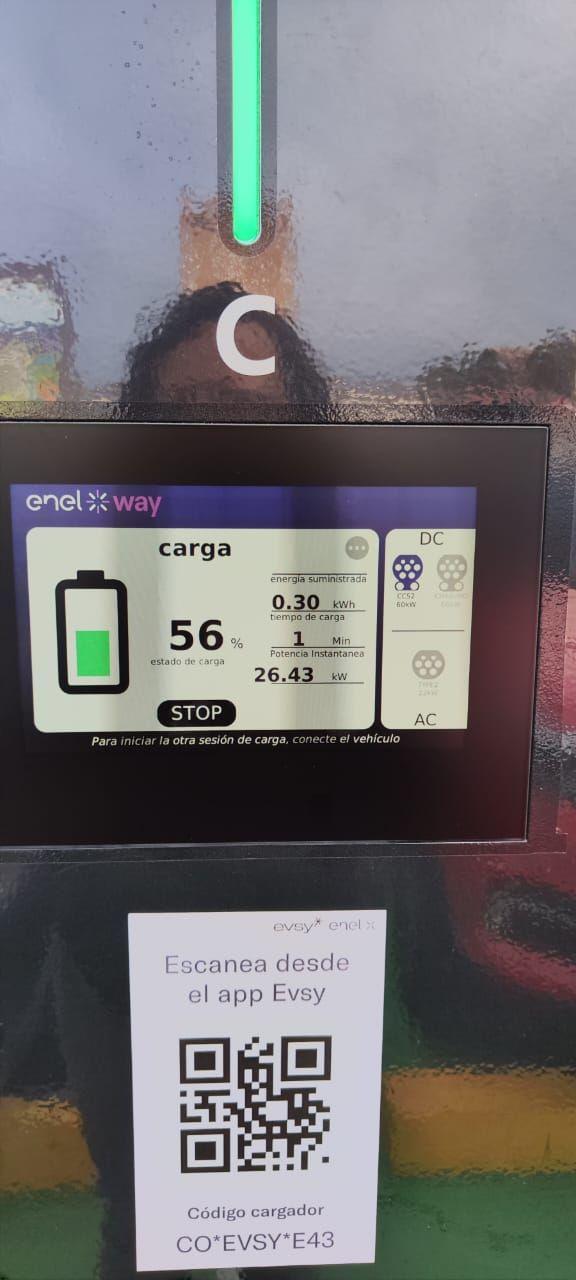 C
enel way
carga
energía suministrada
0.30 kWh
tiempo de carga
1 Min
Potencia Instantanea
26.43 kW
56 %
estado de carga
STOP
Para iniciar la otra sesión de carga, conecte el vehículo
DC
CCS2
60kW
TYPE2
22kW
AC
evsy* enel x
Escanea desde
el app Evsy
Código cargador
CO*EVSY*E43